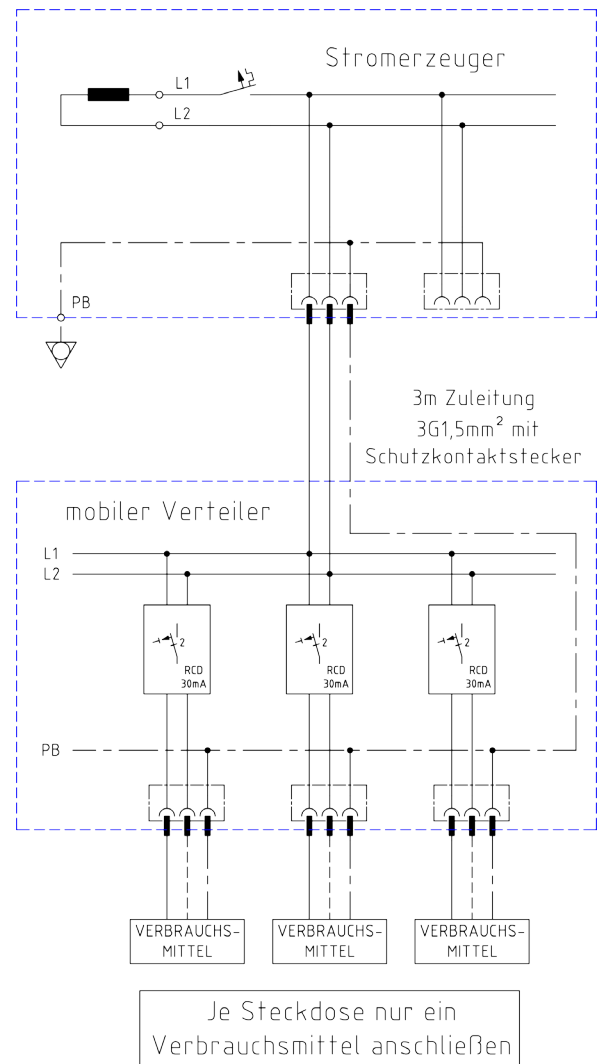 Stromerzeuger
L1
L2
PB
3m Zuleitung
3G1,5mm² mit
Schutzkontaktstecker
mobiler Verteiler
L1
L2
2
RCD
30mA
2
RCD
30mA
2
RCD
30mA
PB
VERBRAUCHS-
MITTEL
VERBRAUCHS-
MITTEL
VERBRAUCHS-
MITTEL
Je Steckdose nur ein
Verbrauchsmittel anschließen